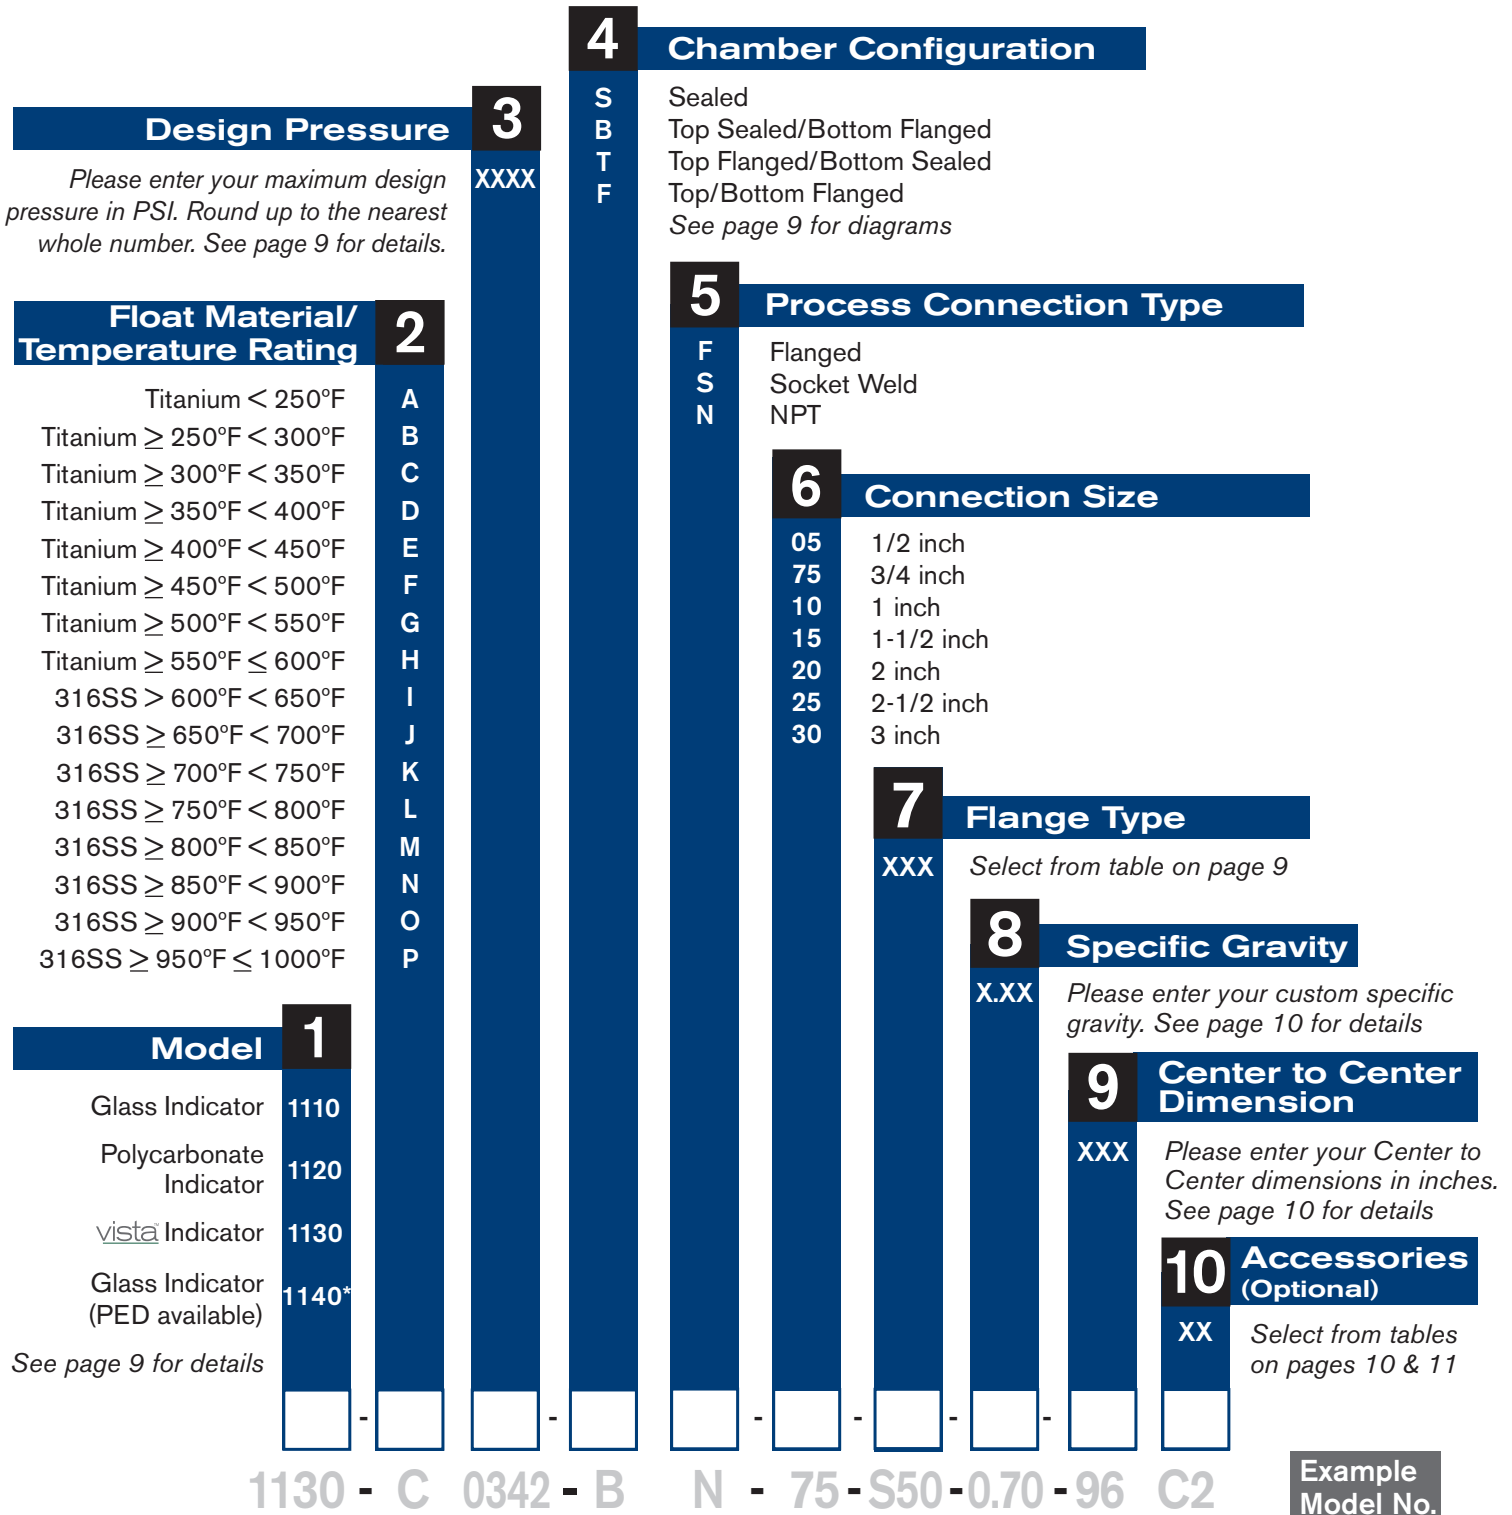 4 Chamber Configuration
S Sealed
B Top Sealed/Bottom Flanged
T Top Flanged/Bottom Sealed
F Top/Bottom Flanged
See page 9 for diagrams
Design Pressure 3
Please enter your maximum design XXXX
pressure in PSI. Round up to the nearest
whole number. See page 9 for details.
5 Process Connection Type
F Flanged
S Socket Weld
N NPT
Float Material/
Temperature Rating 2
Titanium < 250°F A
Titanium ≥ 250°F < 300°F B
Titanium ≥ 300°F < 350°F C
Titanium ≥ 350°F < 400°F D
Titanium ≥ 400°F < 450°F E
Titanium ≥ 450°F < 500°F F
Titanium ≥ 500°F < 550°F G
Titanium ≥ 550°F ≤ 600°F H
316SS > 600°F < 650°F I
316SS ≥ 650°F < 700°F J
316SS ≥ 700°F < 750°F K
316SS ≥ 750°F < 800°F L
316SS ≥ 800°F < 850°F M
316SS ≥ 850°F < 900°F N
316SS ≥ 900°F < 950°F O
316SS ≥ 950°F ≤ 1000°F P
6 Connection Size
05 1/2 inch
75 3/4 inch
10 1 inch
15 1-1/2 inch
20 2 inch
25 2-1/2 inch
30 3 inch
7 Flange Type
XXX Select from table on page 9
8 Specific Gravity
X.XX Please enter your custom specific
gravity. See page 10 for details
Model 1
Glass Indicator 1110
Polycarbonate
Indicator 1120
vista™ Indicator 1130
Glass Indicator
(PED available) 1140*
See page 9 for details
9 Center to Center
Dimension
XXX Please enter your Center to
Center dimensions in inches.
See page 10 for details
10 Accessories
(Optional)
XX Select from tables
on pages 10 & 11
- - - - - -
1130 - C 0342 - B N - 75 - S50 - 0.70 - 96 C2
Example
Model No.